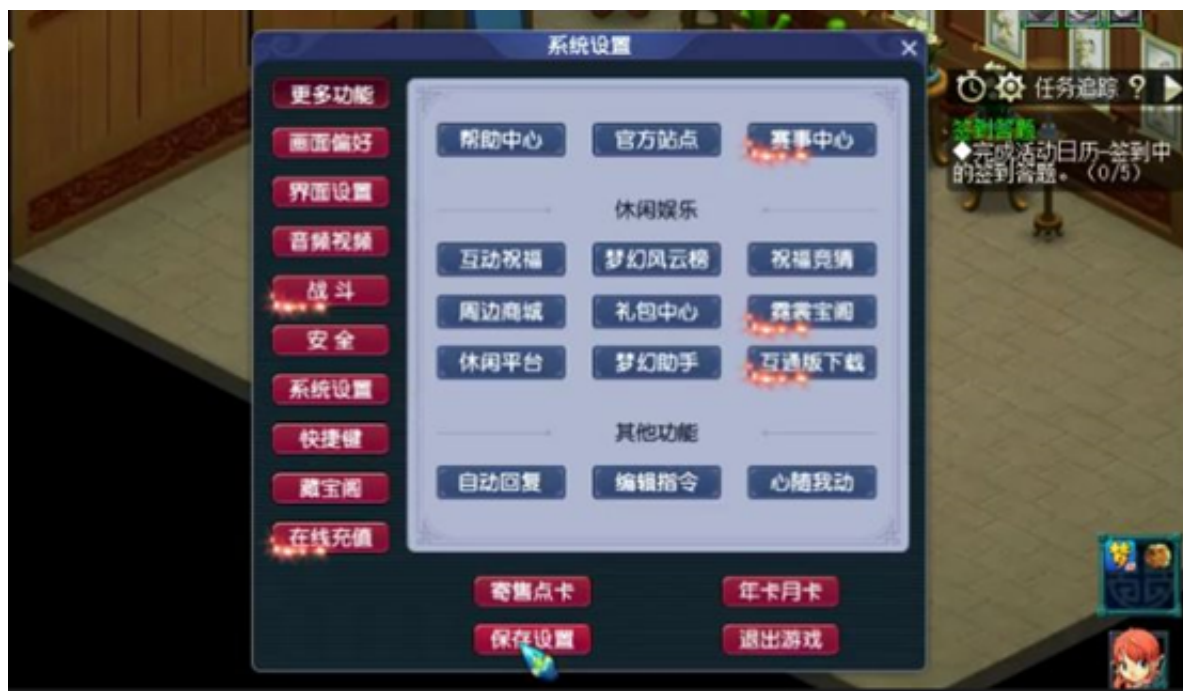 系统设置
更多功能
画面偏好
界面设置
音频视频
战斗
安全
系统设置
快捷键
藏宝阁
在线充值
帮助中心 官方站点 赛事中心
休闲娱乐
互动祝福 梦幻风云榜 祝福竞猜
周边商城 礼包中心 霓裳宝阁
休闲平台 梦幻助手 互通版下载
其他功能
自动回复 编辑指令 心随我动
寄售点卡 年卡月卡
保存设置 退出游戏
任务追踪 ?
签到答题
◆完成活动日历-签到中
的签到答题。(0/5)
梦